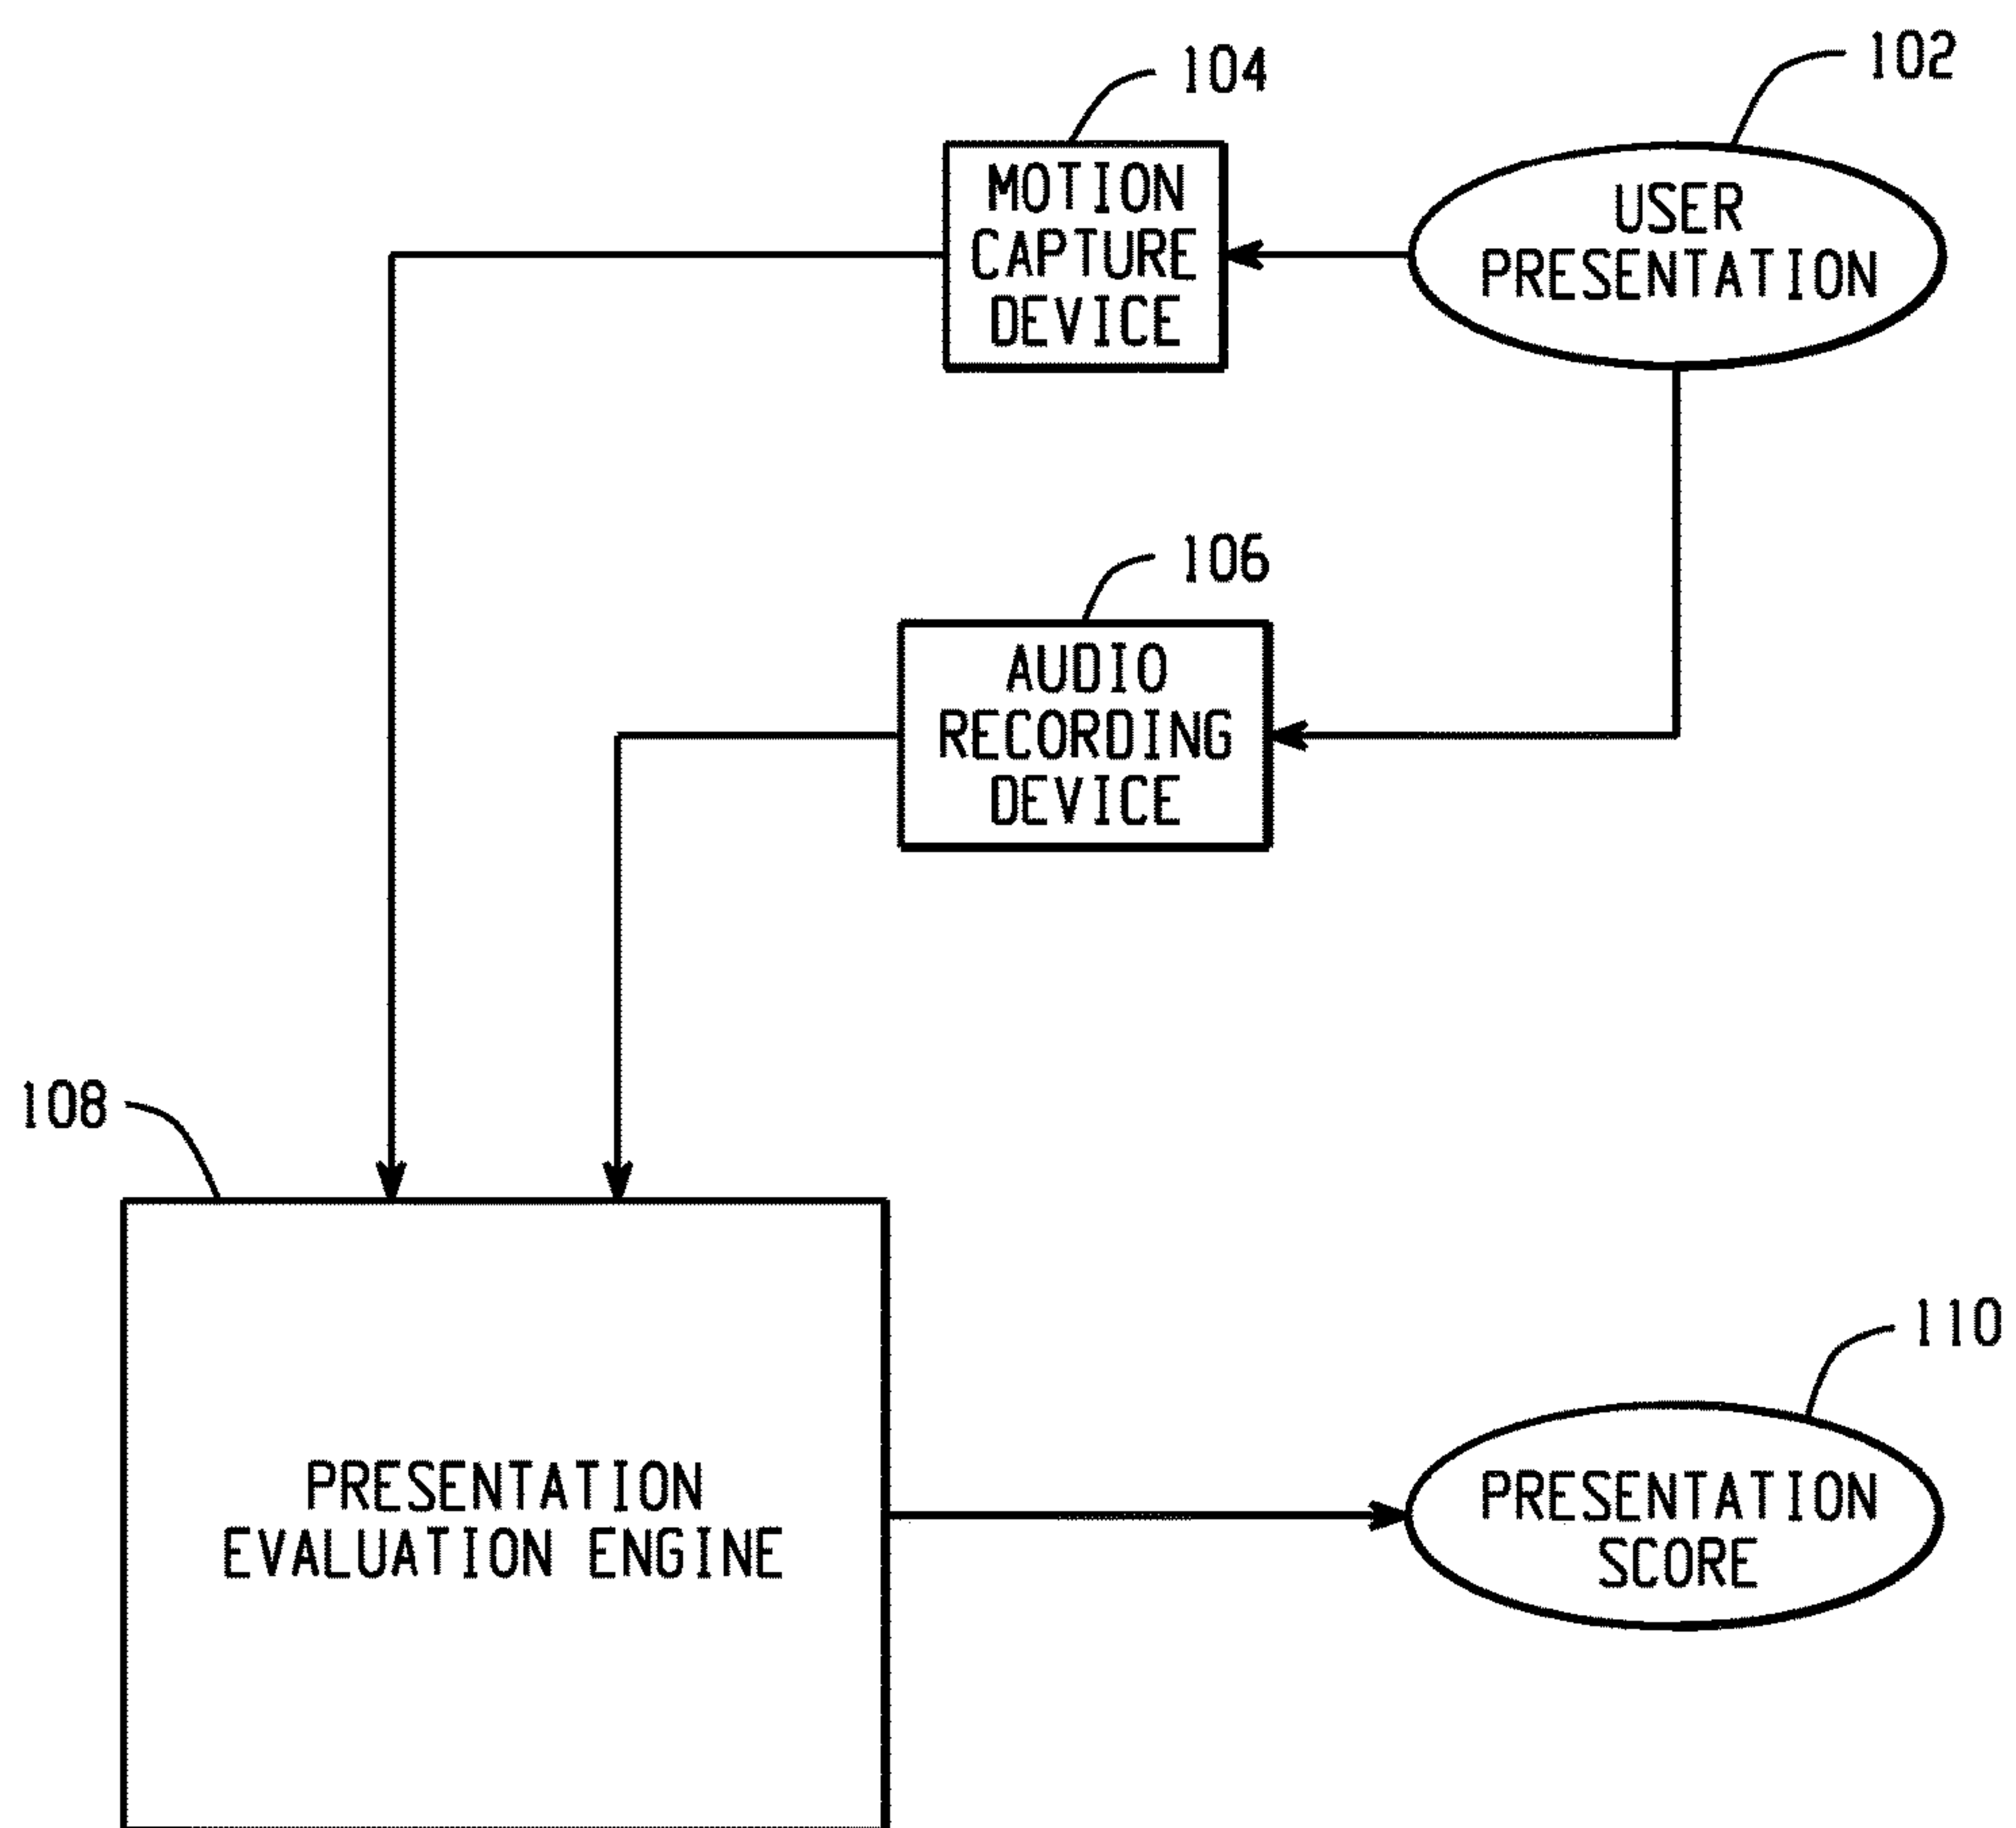 104
102
MOTION
CAPTURE
DEVICE
USER
PRESENTATION
106
AUDIO
RECORDING
DEVICE
108
PRESENTATION
EVALUATION ENGINE
110
PRESENTATION
SCORE